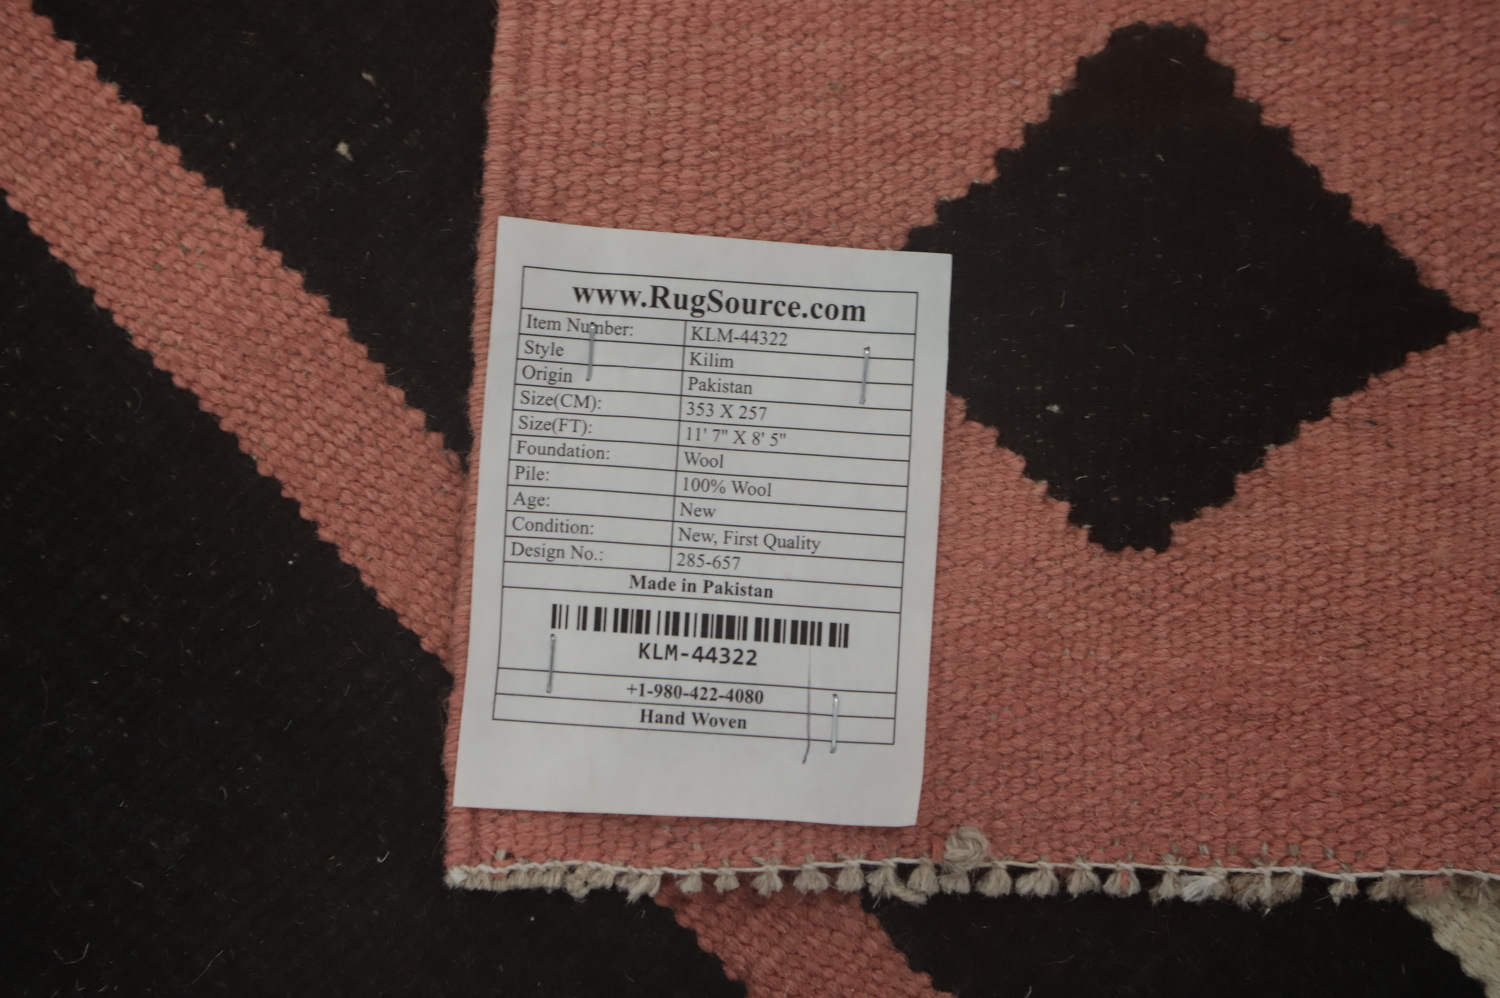 www.RugSource.com
Item Number: KLM-44322
Style Kilim
Origin Pakistan
Size(CM): 353 X 257
Size(FT): 11' 7" X 8' 5"
Foundation: Wool
Pile: 100% Wool
Age: New
Condition: New, First Quality
Design No.: 285-657
Made in Pakistan
KLM-44322
+1-980-422-4080
Hand Woven